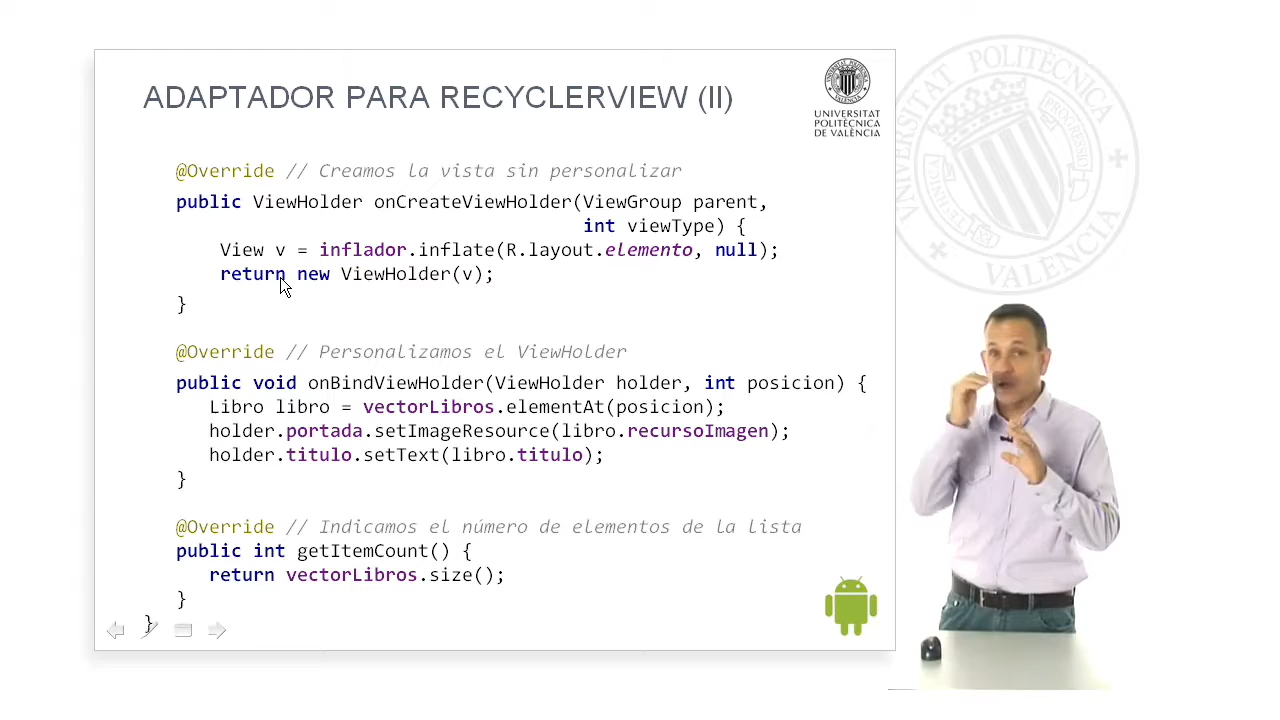 ADAPTADOR PARA RECYCLERVIEW (II)
UNIVERSITAT
POLITÈCNICA
DE VALÈNCIA
@Override // Creamos la vista sin personalizar
public ViewHolder onCreateViewHolder(ViewGroup parent,
int viewType) {
View v = inflador.inflate(R.layout.elemento, null);
return new ViewHolder(v);
}
@Override // Personalizamos el ViewHolder
public void onBindViewHolder(ViewHolder holder, int posicion) {
Libro libro = vectorLibros.elementAt(posicion);
holder.portada.setImageResource(libro.recursoImagen);
holder.titulo.setText(libro.titulo);
}
@Override // Indicamos el número de elementos de la lista
public int getItemCount() {
return vectorLibros.size();
}
}
UNIVERSITAT POLITÈCNICA